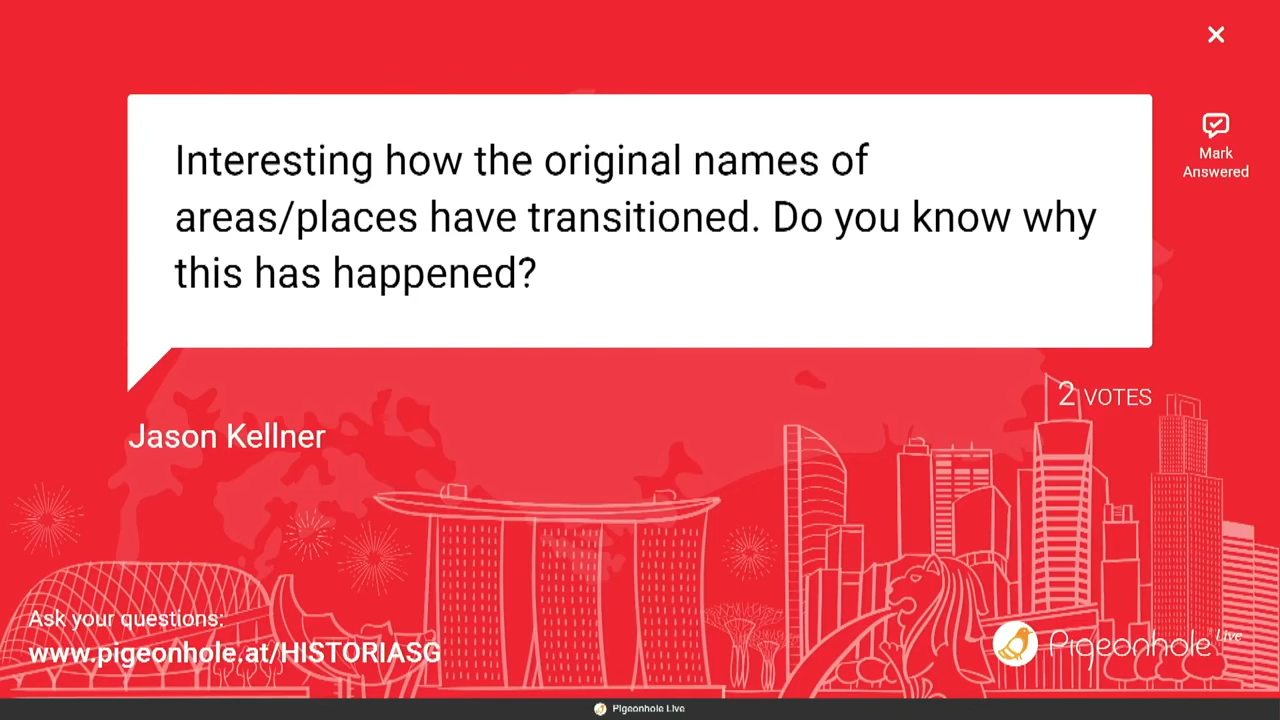 Interesting how the original names of
areas/places have transitioned. Do you know why
this has happened?
Mark
Answered
2 VOTES
Jason Kellner
Ask your questions:
www.pigeonhole.at/HISTORIASG
Pigeonhole Live
Pigeonhole Live